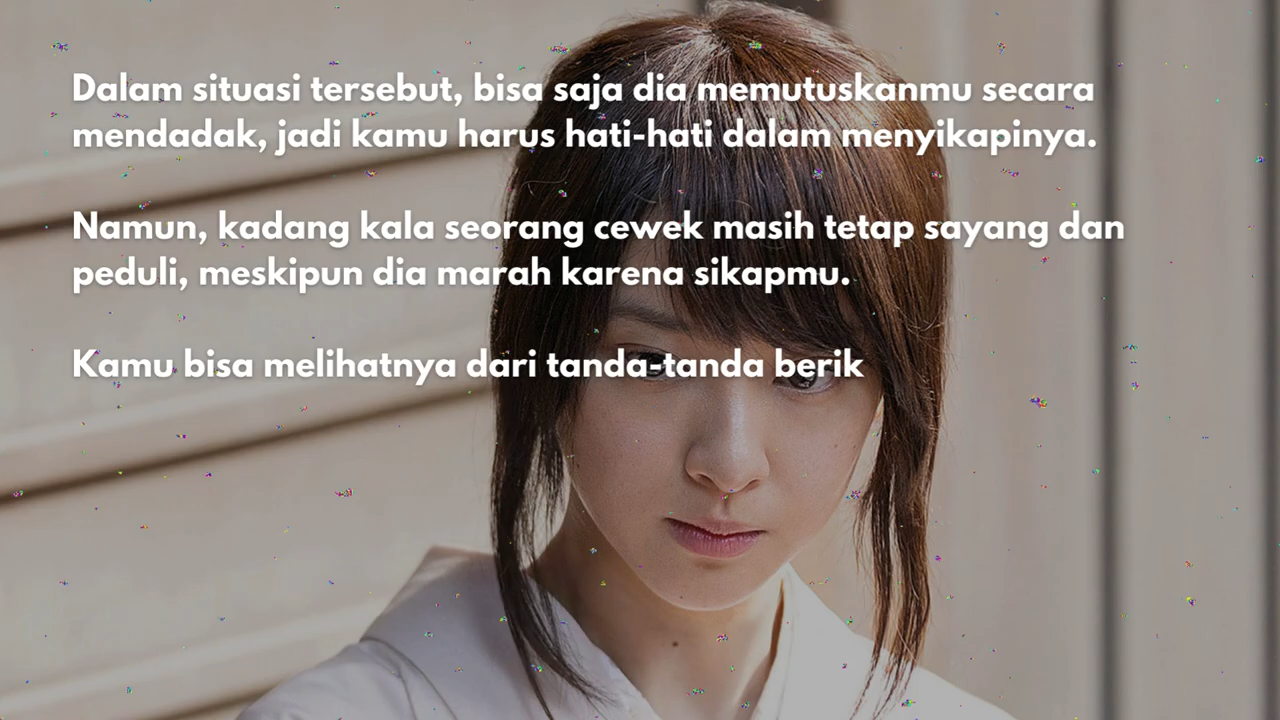 Dalam situasi tersebut, bisa saja dia memutuskanmu secara
mendadak, jadi kamu harus hati-hati dalam menyikapinya.
Namun, kadang kala seorang cewek masih tetap sayang dan
peduli, meskipun dia marah karena sikapmu.
Kamu bisa melihatnya dari tanda-tanda berik